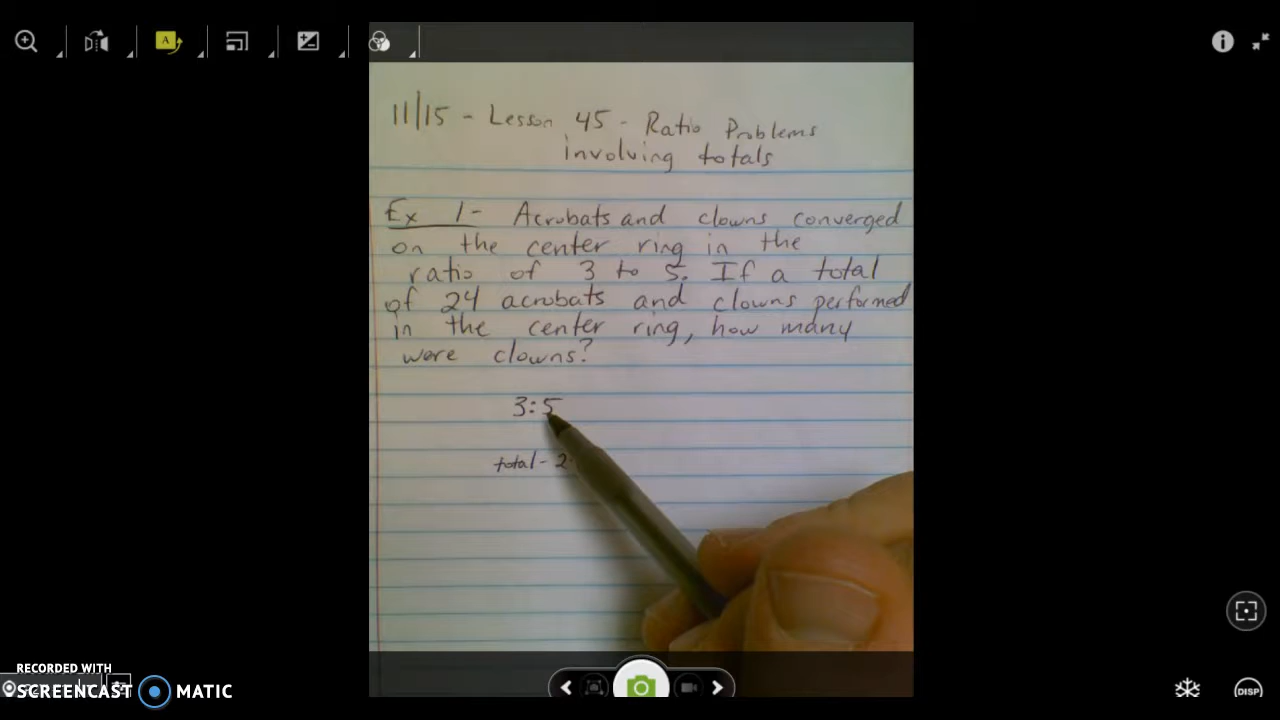 A
11/15 - Lesson 45 - Ratio Problems
involving totals
Ex 1- Acrobats and clowns converged
on the center ring in the
ratio of 3 to 5. If a total
of 24 acrobats and clowns performed
in the center ring, how many
were clowns?
3:5
total - 2
RECORDED WITH
SCREENCAST MATIC
DISP